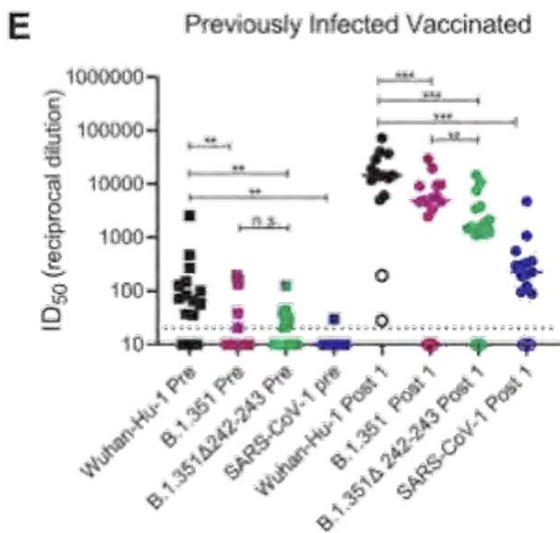 E
Previously Infected Vaccinated
ID50 (reciprocal dilution)
1000000
100000
10000
1000
100
10
***
***
***
**
**
**
**
n.s.
Wuhan-Hu-1 Pre
B.1.351 Pre
B.1.351Δ242-243 Pre
SARS-CoV-1 pre
Wuhan-Hu-1 Post 1
B.1.351 Post 1
B.1.351Δ 242-243 Post 1
SARS-CoV-1 Post 1